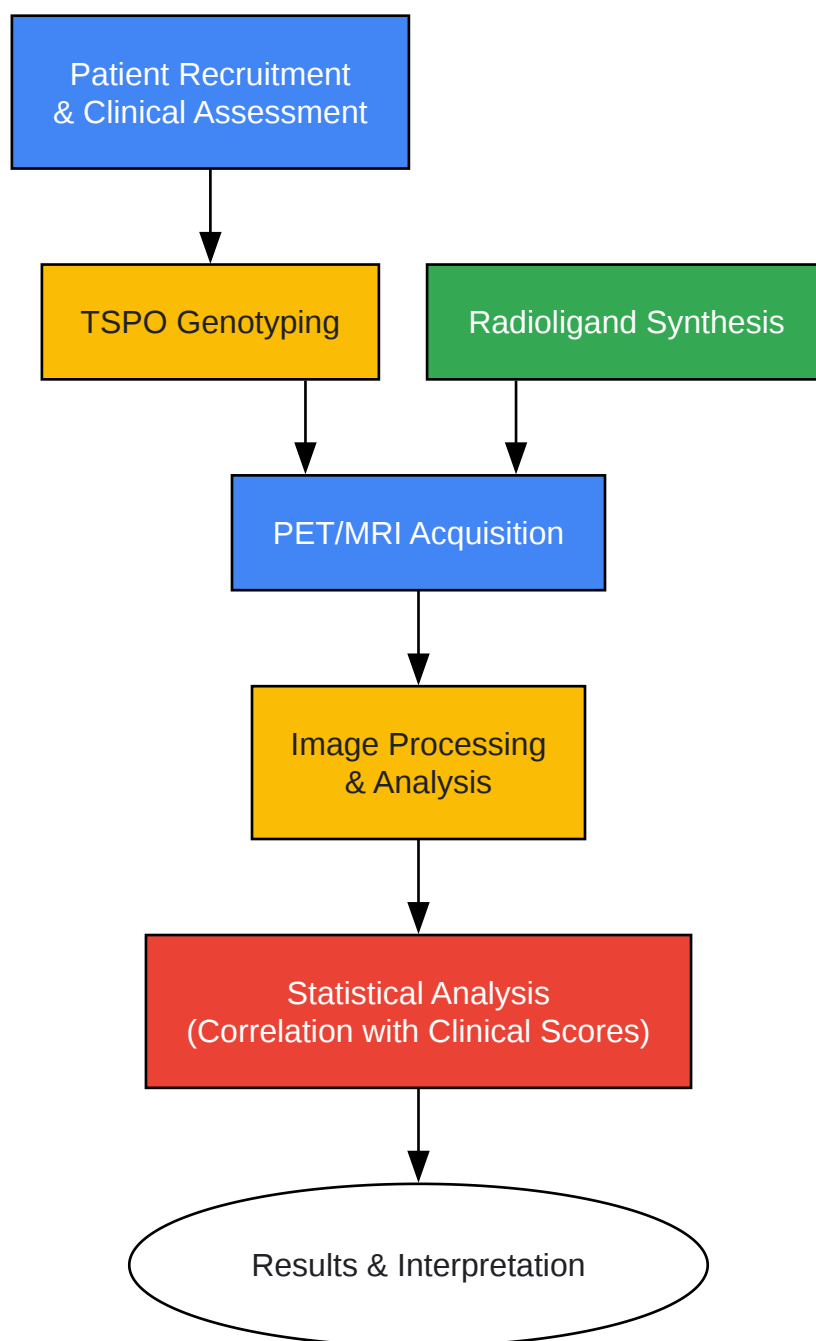 Patient Recruitment
& Clinical Assessment
TSPO Genotyping
Radioligand Synthesis
PET/MRI Acquisition
Image Processing
& Analysis
Statistical Analysis
(Correlation with Clinical Scores)
Results & Interpretation